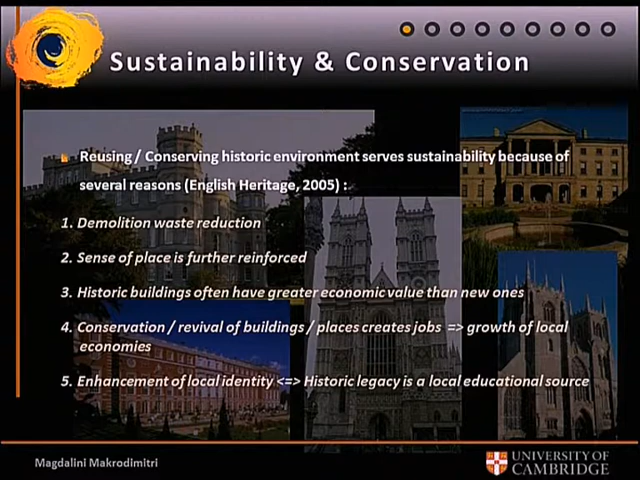 Sustainability & Conservation
Reusing / Conserving historic environment serves sustainability because of
several reasons (English Heritage, 2005) :
1. Demolition waste reduction
2. Sense of place is further reinforced
3. Historic buildings often have greater economic value than new ones
4. Conservation / revival of buildings / places creates jobs => growth of local
economies
5. Enhancement of local identity <=> Historic legacy is a local educational source
Magdalini Makrodimitri
UNIVERSITY OF
CAMBRIDGE